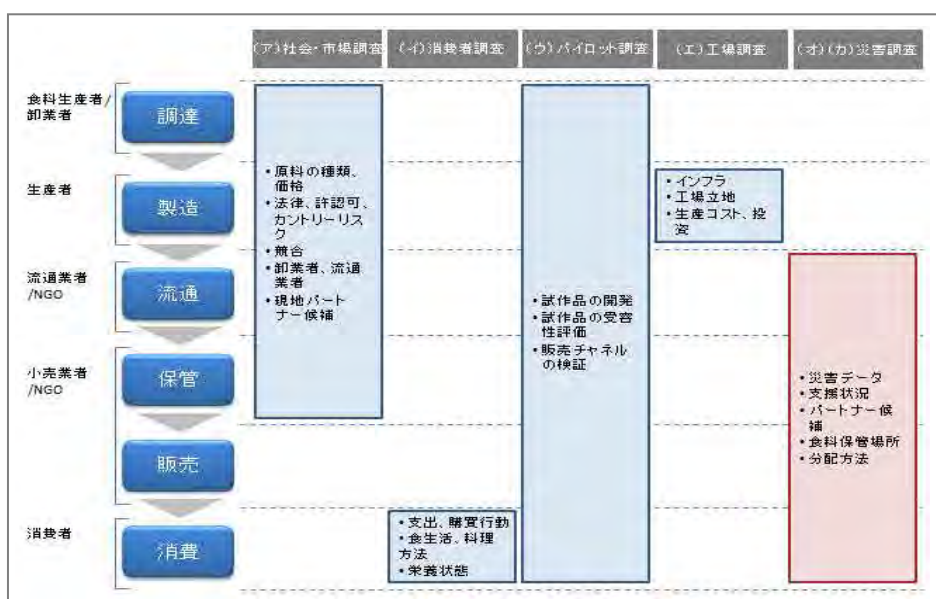 (ア)社会・市場調査
(イ)消費者調査
(ウ)パイロット調査
(エ)工場調査
(オ)(カ)災害調査
食料生産者/
卸業者
調達
生産者
製造
流通業者
/NGO
流通
小売業者
/NGO
保管
販売
消費者
消費
・原料の種類、
価格
・法律、許認可、
カントリーリス
ク
・競合
・卸業者、流通
業者
・現地パート
ナー候補
・支出、購買行動
・食生活、料理
方法
・栄養状態
・試作品の開発
・試作品の受容
性評価
・販売チャネル
の検証
・インフラ
・工場立地
・生産コスト、投
資
・災害データ
・支援状況
・パートナー候
補
・食料保管場所
・分配方法